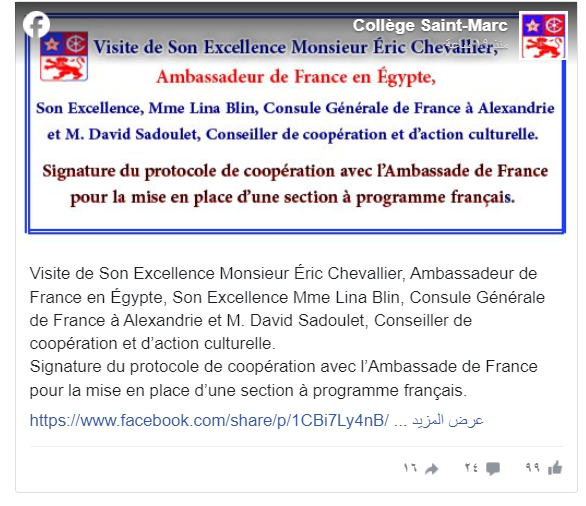 Collège Saint-Marc
Visite de Son Excellence Monsieur Éric Chevallier,
Ambassadeur de France en Égypte,
Son Excellence, Mme Lina Blin, Consule Générale de France à Alexandrie
et M. David Sadoulet, Conseiller de coopération et d’action culturelle.
Signature du protocole de coopération avec l’Ambassade de France
pour la mise en place d’une section à programme français.
Visite de Son Excellence Monsieur Éric Chevallier, Ambassadeur de
France en Égypte, Son Excellence Mme Lina Blin, Consule Générale
de France à Alexandrie et M. David Sadoulet, Conseiller de
coopération et d’action culturelle.
Signature du protocole de coopération avec l’Ambassade de France
pour la mise en place d’une section à programme français.
https://www.facebook.com/share/p/1CBi7Ly4nB/ ... عرض المزيد
١٦ ٢٤ ٩٩